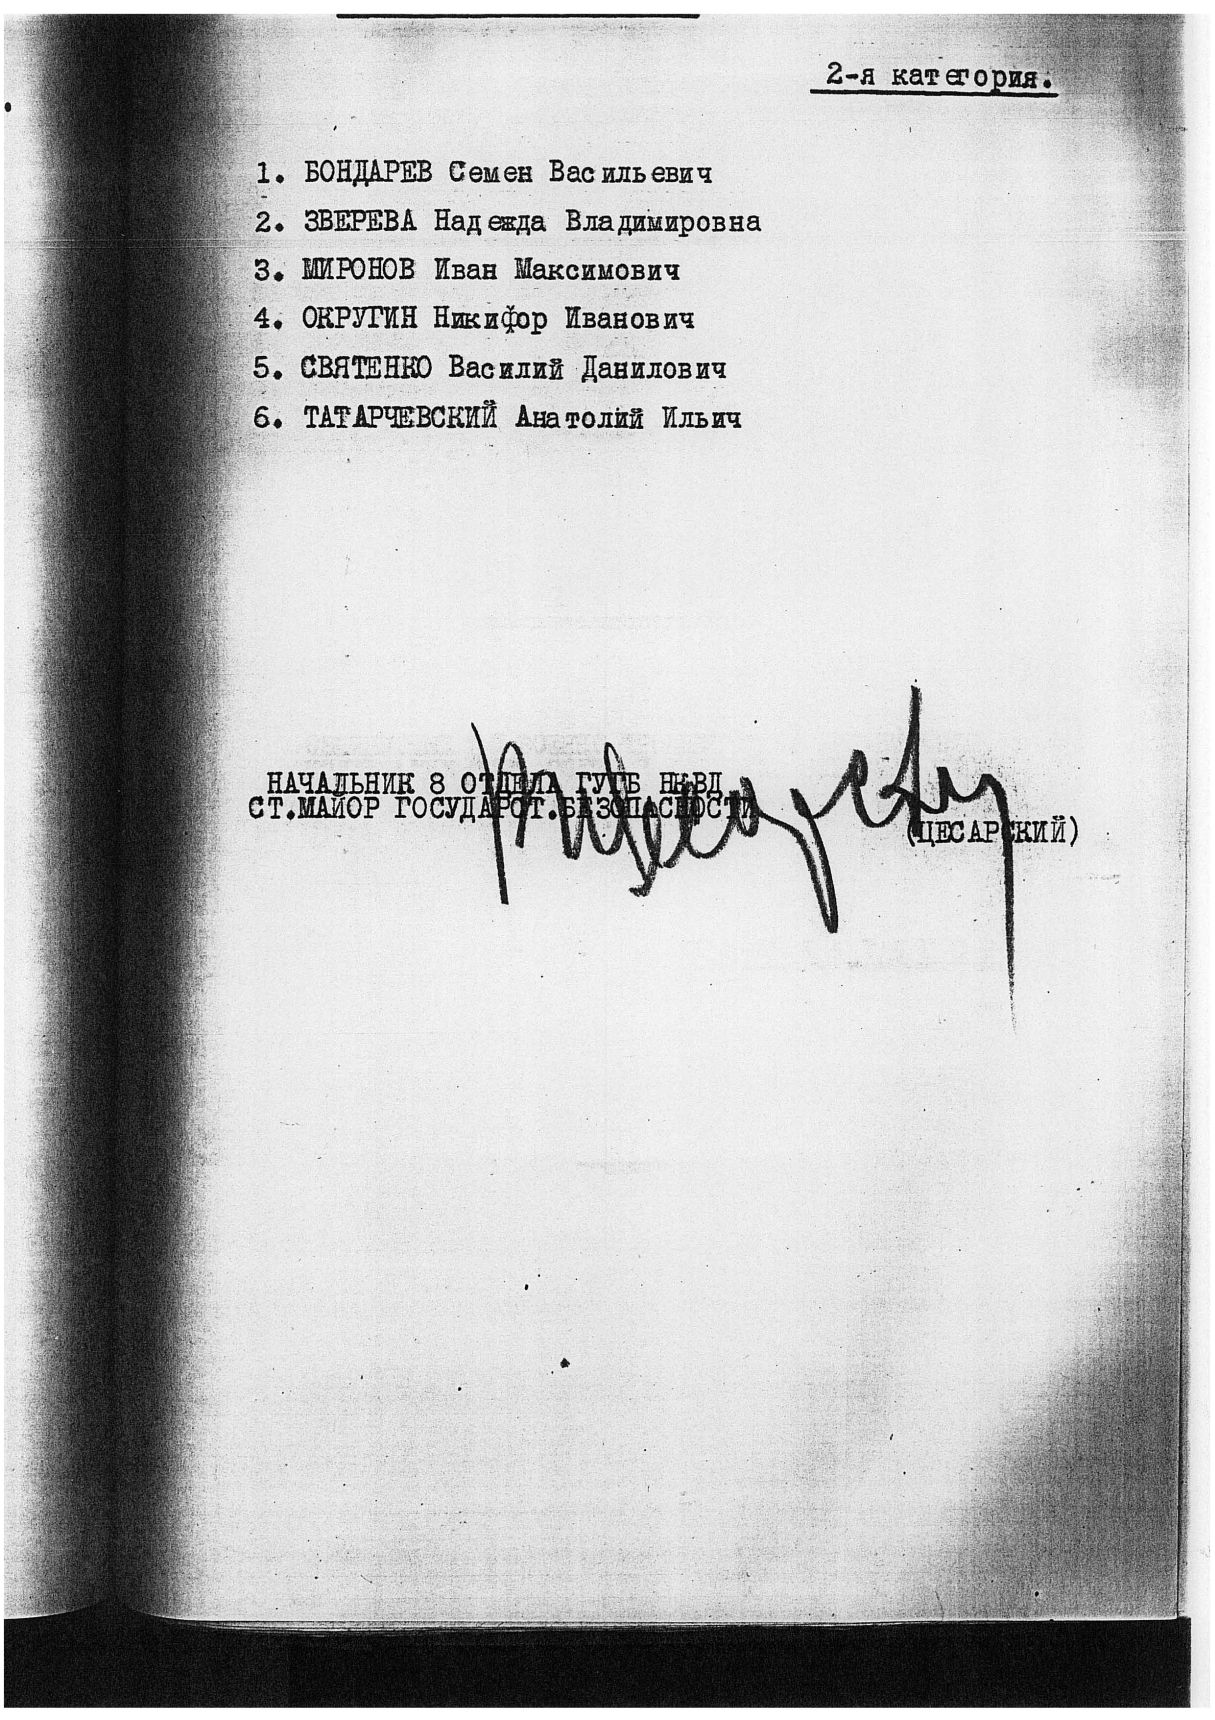 2-я категория.
1. БОНДАРЕВ Семен Васильевич
2. ЗВЕРЕВА Надежда Владимировна
3. МИРОНОВ Иван Максимович
4. ОКРУГИН Никифор Иванович
5. СВЯТЕНКО Василий Данилович
6. ТАТАРЧЕВСКИЙ Анатолий Ильич
НАЧАЛЬНИК 8 ОТДЕЛА ГУГБ НКВД
СТ.МАЙОР ГОСУДАРСТ.БЕЗОПАСНОСТИ
(ЦЕСАРСКИЙ)